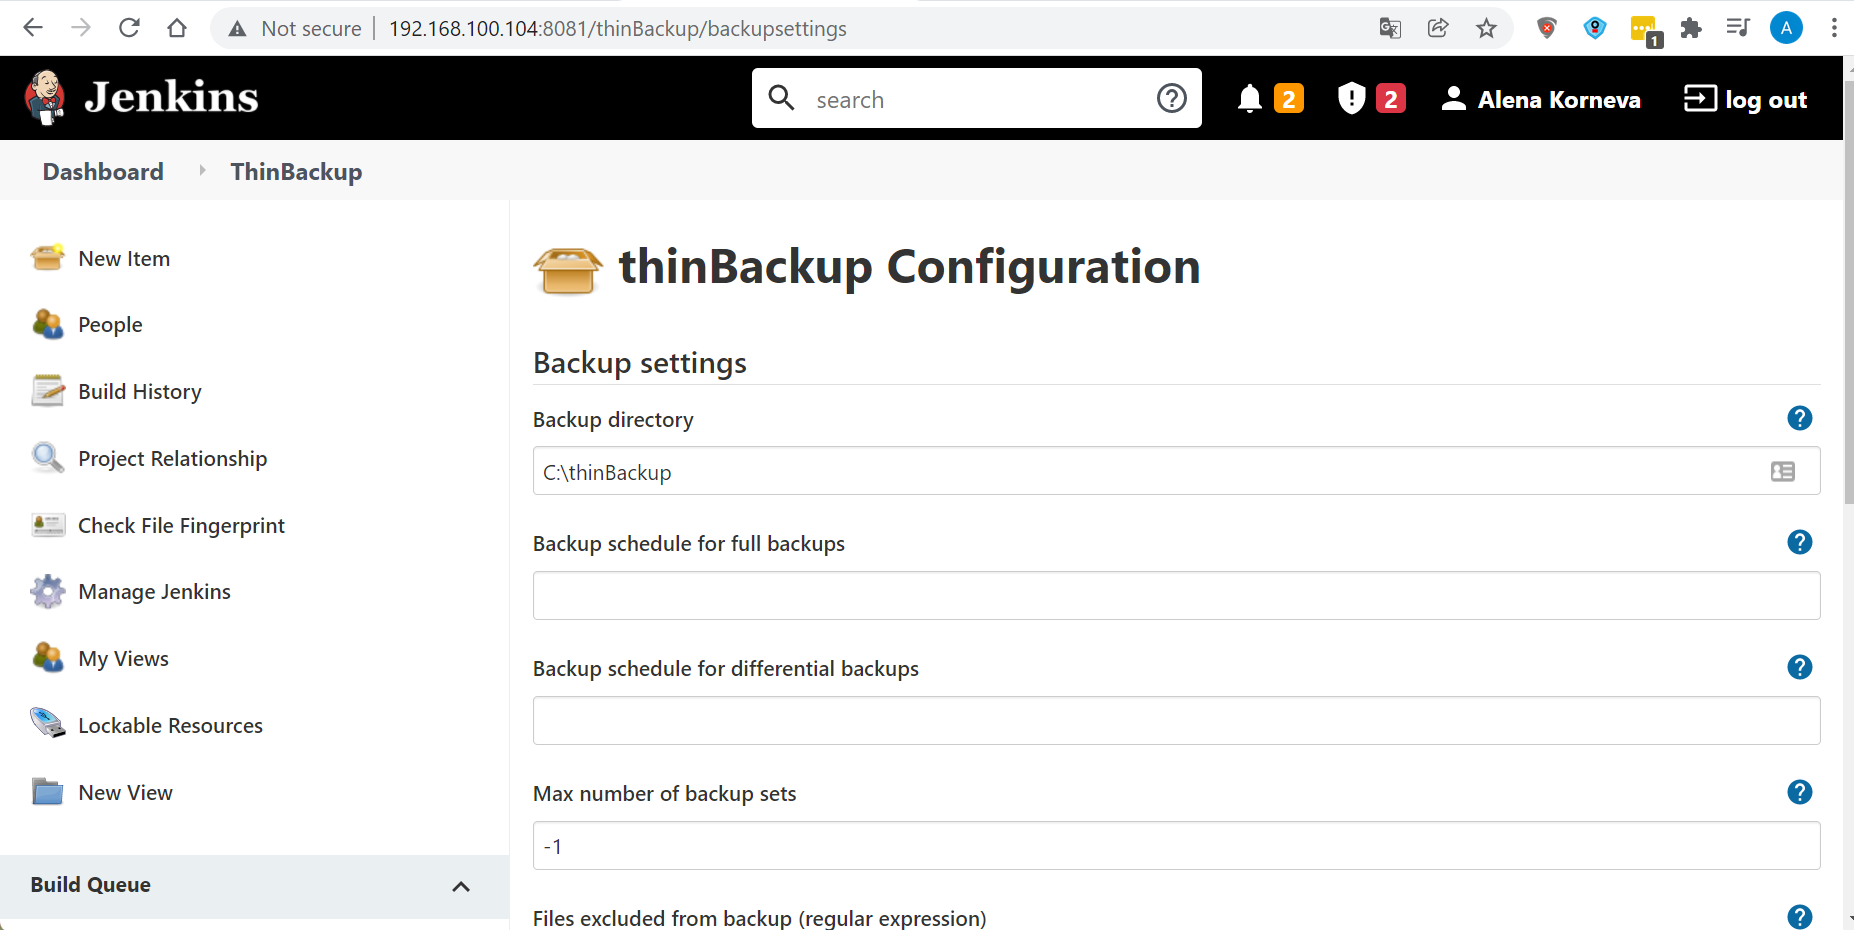 Not secure | 192.168.100.104:8081/thinBackup/backupsettings
1
A
Jenkins
search
2
2
Alena Korneva
log out
Dashboard
ThinBackup
New Item
People
Build History
Project Relationship
Check File Fingerprint
Manage Jenkins
My Views
Lockable Resources
New View
Build Queue
thinBackup Configuration
Backup settings
Backup directory
C:\thinBackup
Backup schedule for full backups
Backup schedule for differential backups
Max number of backup sets
-1
Files excluded from backup (regular expression)